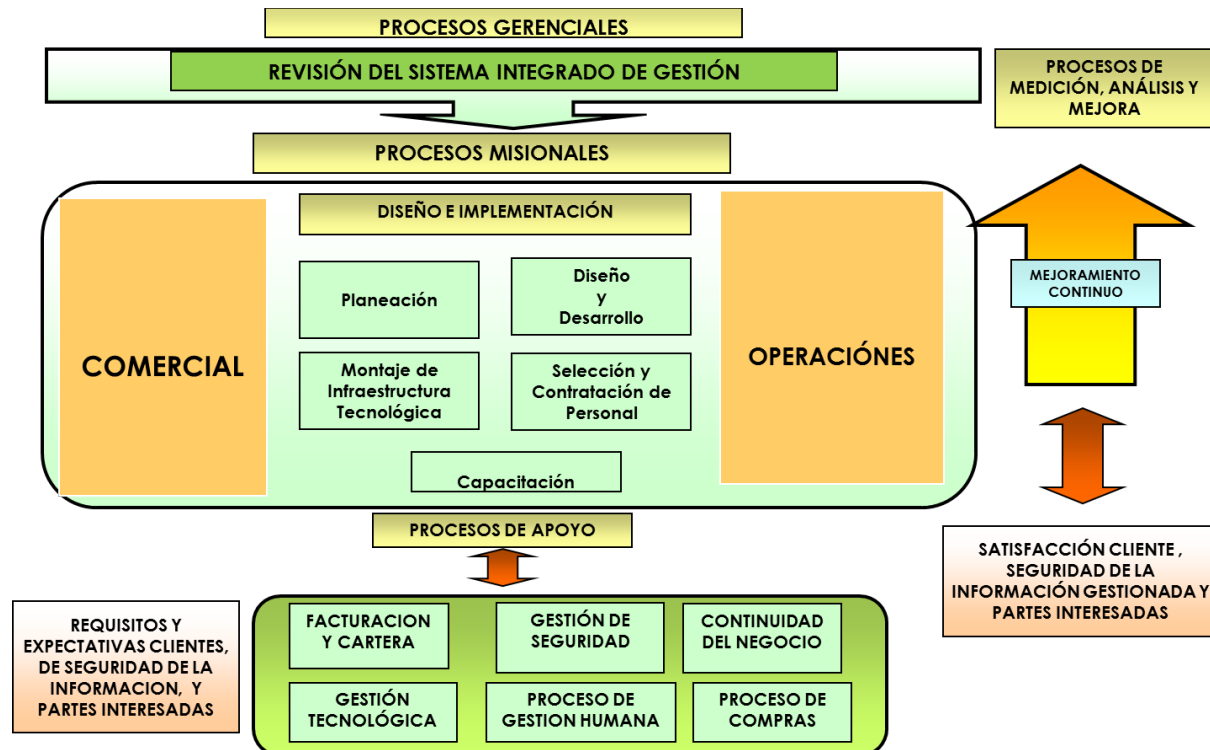 PROCESOS GERENCIALES
REVISIÓN DEL SISTEMA INTEGRADO DE GESTIÓN
PROCESOS DE
MEDICIÓN, ANÁLISIS Y
MEJORA
PROCESOS MISIONALES
COMERCIAL
DISEÑO E IMPLEMENTACIÓN
Planeación
Diseño
y
Desarrollo
Montaje de
Infraestructura
Tecnológica
Selección y
Contratación de
Personal
Capacitación
OPERACIÓNES
MEJORAMIENTO
CONTINUO
PROCESOS DE APOYO
SATISFACCIÓN CLIENTE ,
SEGURIDAD DE LA
INFORMACIÓN GESTIONADA Y
PARTES INTERESADAS
REQUISITOS Y
EXPECTATIVAS CLIENTES,
DE SEGURIDAD DE LA
INFORMACION, Y
PARTES INTERESADAS
FACTURACION
Y CARTERA
GESTIÓN DE
SEGURIDAD
CONTINUIDAD
DEL NEGOCIO
GESTIÓN
TECNOLÓGICA
PROCESO DE
GESTION HUMANA
PROCESO DE
COMPRAS